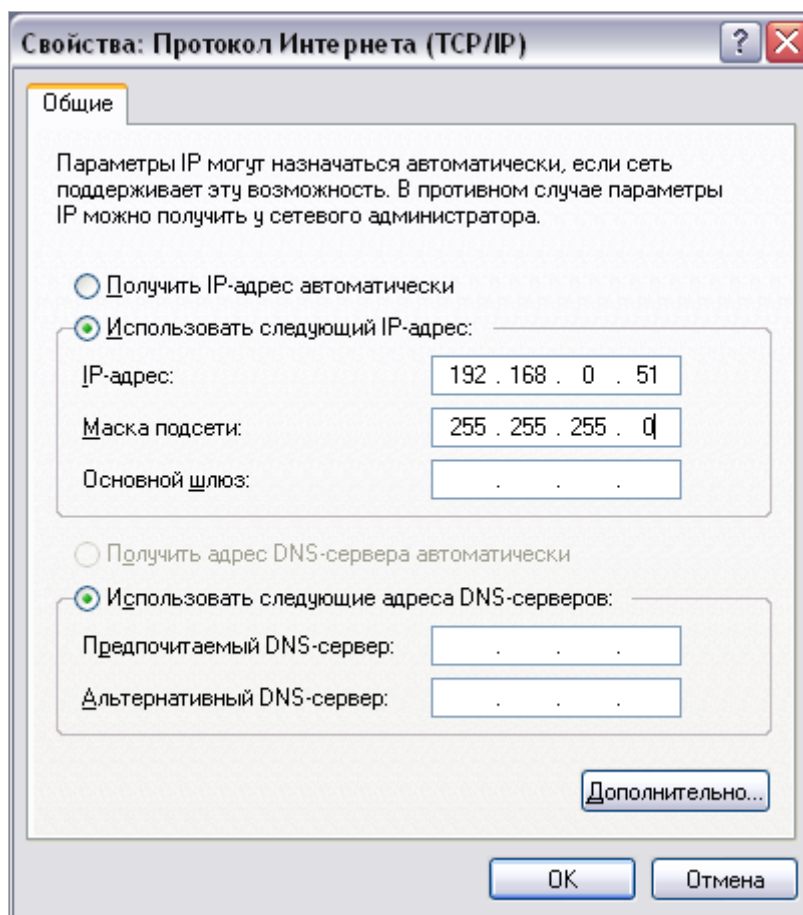 Свойства: Протокол Интернета (TCP/IP)
?
Общие
Параметры IP могут назначаться автоматически, если сеть
поддерживает эту возможность. В противном случае параметры
IP можно получить у сетевого администратора.
Получить IP-адрес автоматически
Использовать следующий IP-адрес:
IP-адрес: 192 . 168 . 0 . 51
Маска подсети: 255 . 255 . 255 . 0
Основной шлюз: . . .
Получить адрес DNS-сервера автоматически
Использовать следующие адреса DNS-серверов:
Предпочитаемый DNS-сервер: . . .
Альтернативный DNS-сервер: . . .
Дополнительно...
OK Отмена